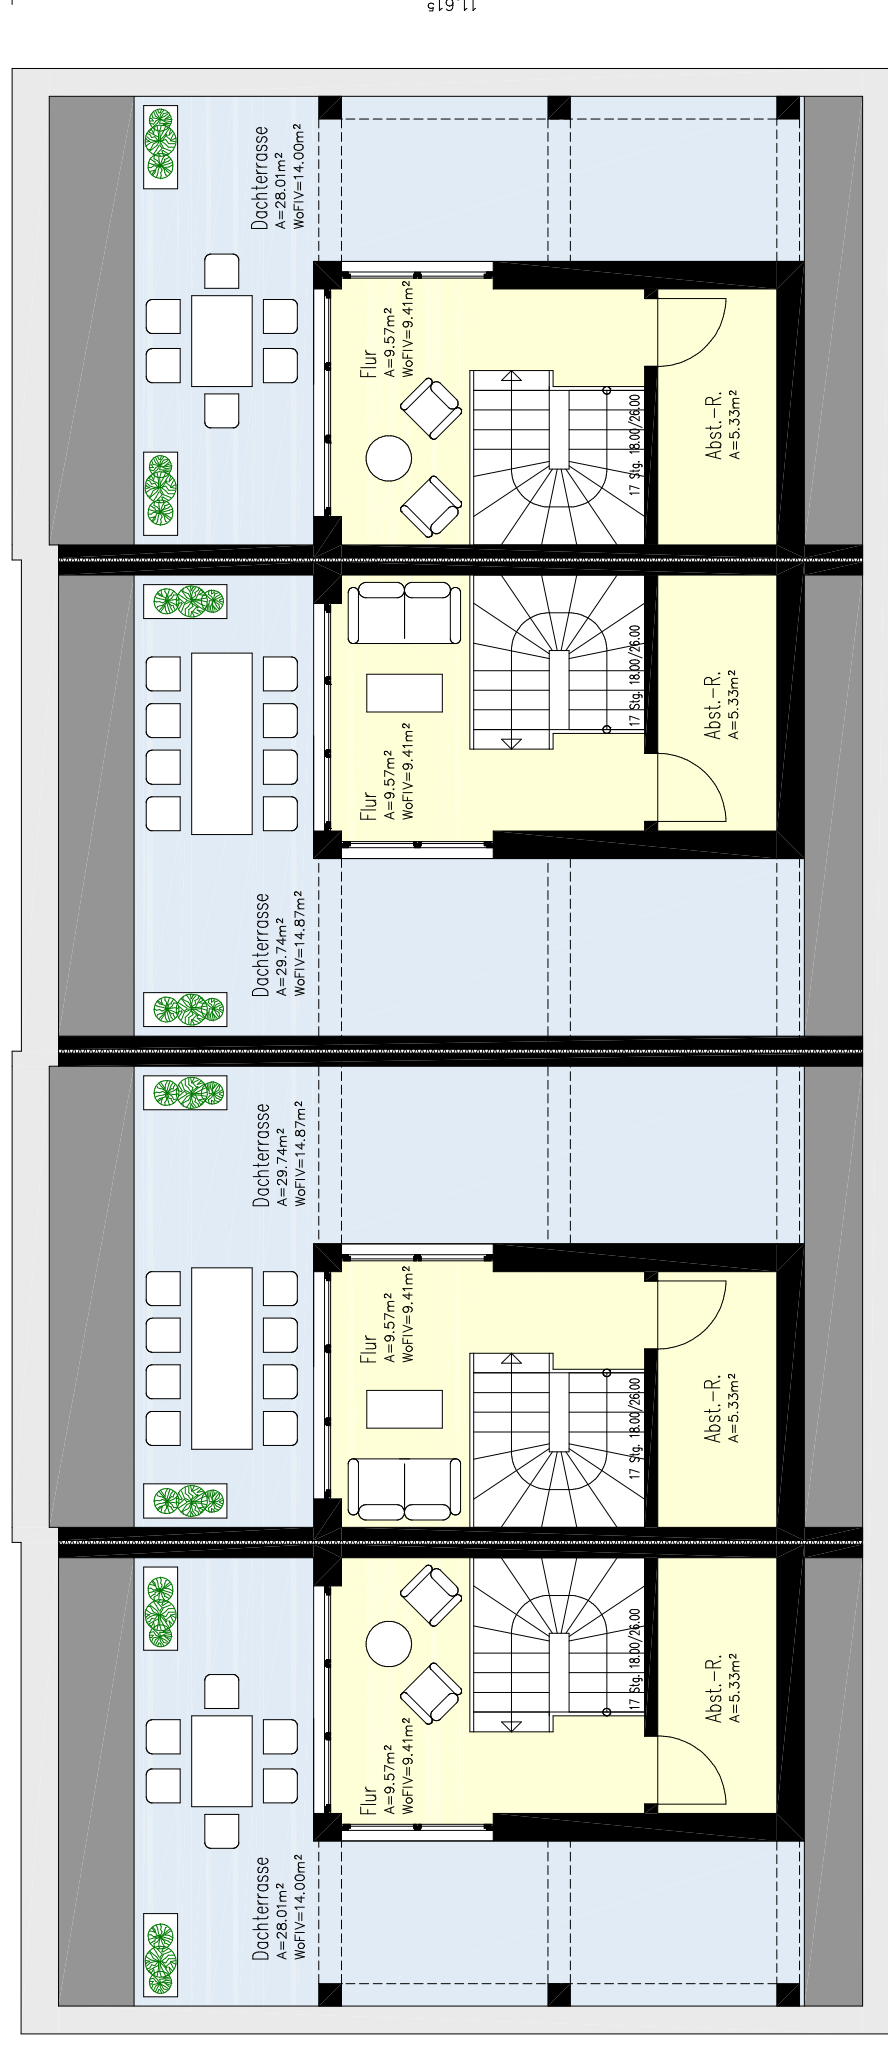 11.615
Dachterrasse
A=28.01m²
WoFlV=14.00m²
Flur
A=9.57m²
WoFlV=9.41m²
17 Stg. 18.00/26.00
Abst.-R.
A=5.33m²
Flur
A=9.57m²
WoFlV=9.41m²
17 Stg. 18.00/26.00
Abst.-R.
A=5.33m²
Dachterrasse
A=29.74m²
WoFlV=14.87m²
Dachterrasse
A=29.74m²
WoFlV=14.87m²
Flur
A=9.57m²
WoFlV=9.41m²
17 Stg. 18.00/26.00
Abst.-R.
A=5.33m²
Flur
A=9.57m²
WoFlV=9.41m²
17 Stg. 18.00/26.00
Abst.-R.
A=5.33m²
Dachterrasse
A=28.01m²
WoFlV=14.00m²